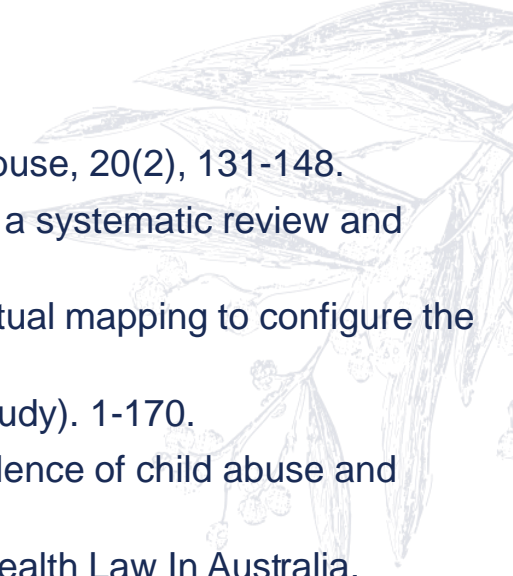 ouse, 20(2), 131-148.
a systematic review and
tual mapping to configure the
udy). 1-170.
lence of child abuse and
ealth Law In Australia.